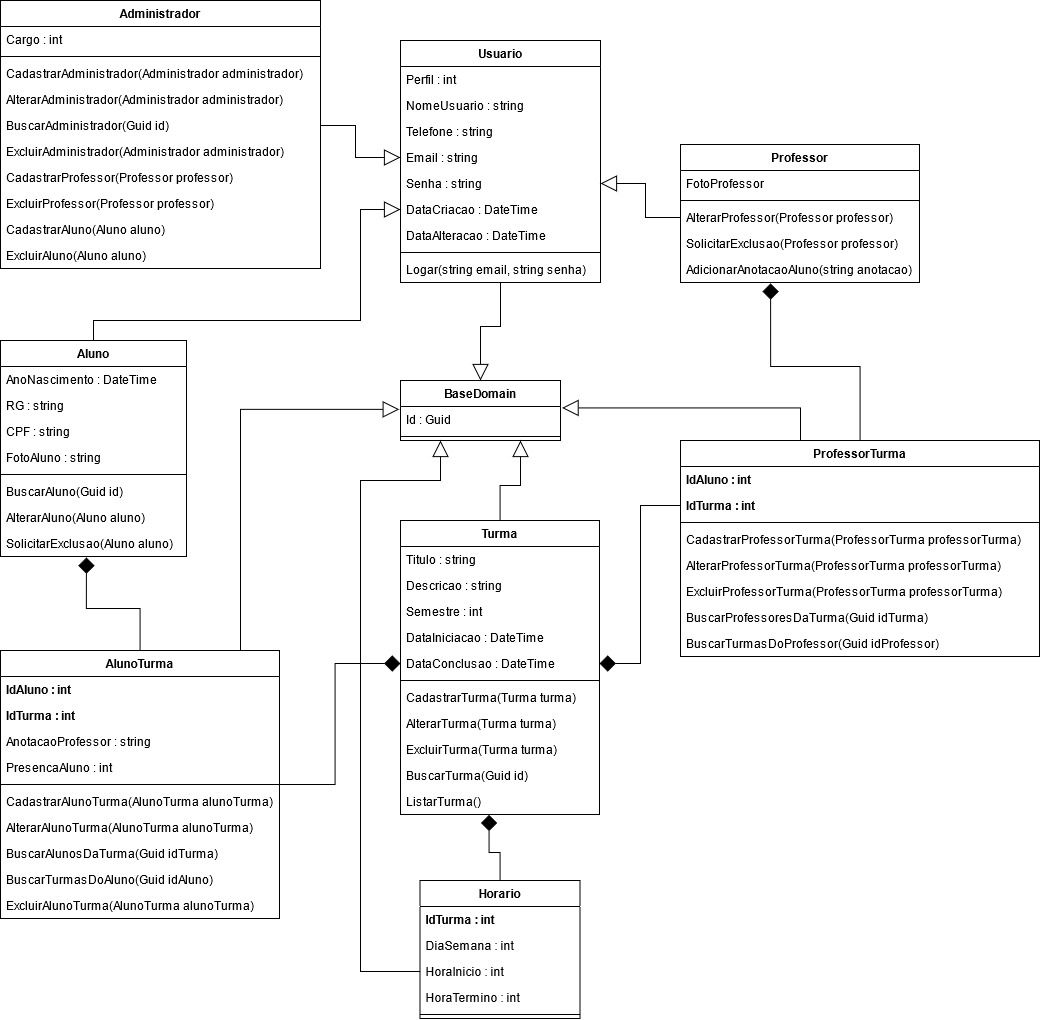 Administrador
Cargo : int
CadastrarAdministrador(Administrador administrador)
AlterarAdministrador(Administrador administrador)
BuscarAdministrador(Guid id)
ExcluirAdministrador(Administrador administrador)
CadastrarProfessor(Professor professor)
ExcluirProfessor(Professor professor)
CadastrarAluno(Aluno aluno)
ExcluirAluno(Aluno aluno)
Usuario
Perfil : int
NomeUsuario : string
Telefone : string
Email : string
Senha : string
DataCriacao : DateTime
DataAlteracao : DateTime
Logar(string email, string senha)
Professor
FotoProfessor
AlterarProfessor(Professor professor)
SolicitarExclusao(Professor professor)
AdicionarAnotacaoAluno(string anotacao)
Aluno
AnoNascimento : DateTime
RG : string
CPF : string
FotoAluno : string
BuscarAluno(Guid id)
AlterarAluno(Aluno aluno)
SolicitarExclusao(Aluno aluno)
BaseDomain
Id : Guid
ProfessorTurma
IdAluno : int
IdTurma : int
CadastrarProfessorTurma(ProfessorTurma professorTurma)
AlterarProfessorTurma(ProfessorTurma professorTurma)
ExcluirProfessorTurma(ProfessorTurma professorTurma)
BuscarProfessoresDaTurma(Guid idTurma)
BuscarTurmasDoProfessor(Guid idProfessor)
Turma
Titulo : string
Descricao : string
Semestre : int
DataIniciacao : DateTime
DataConclusao : DateTime
CadastrarTurma(Turma turma)
AlterarTurma(Turma turma)
ExcluirTurma(Turma turma)
BuscarTurma(Guid id)
ListarTurma()
AlunoTurma
IdAluno : int
IdTurma : int
AnotacaoProfessor : string
PresencaAluno : int
CadastrarAlunoTurma(AlunoTurma alunoTurma)
AlterarAlunoTurma(AlunoTurma alunoTurma)
BuscarAlunosDaTurma(Guid idTurma)
BuscarTurmasDoAluno(Guid idAluno)
ExcluirAlunoTurma(AlunoTurma alunoTurma)
Horario
IdTurma : int
DiaSemana : int
HoraInicio : int
HoraTermino : int